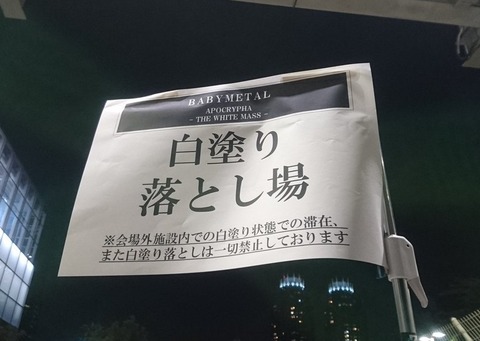 BABYMETAL
APOCRYPHA
- THE WHITE MASS -
白塗り
落とし場
※会場外施設内での白塗り状態での滞在、
また白塗り落としは一切禁止しております